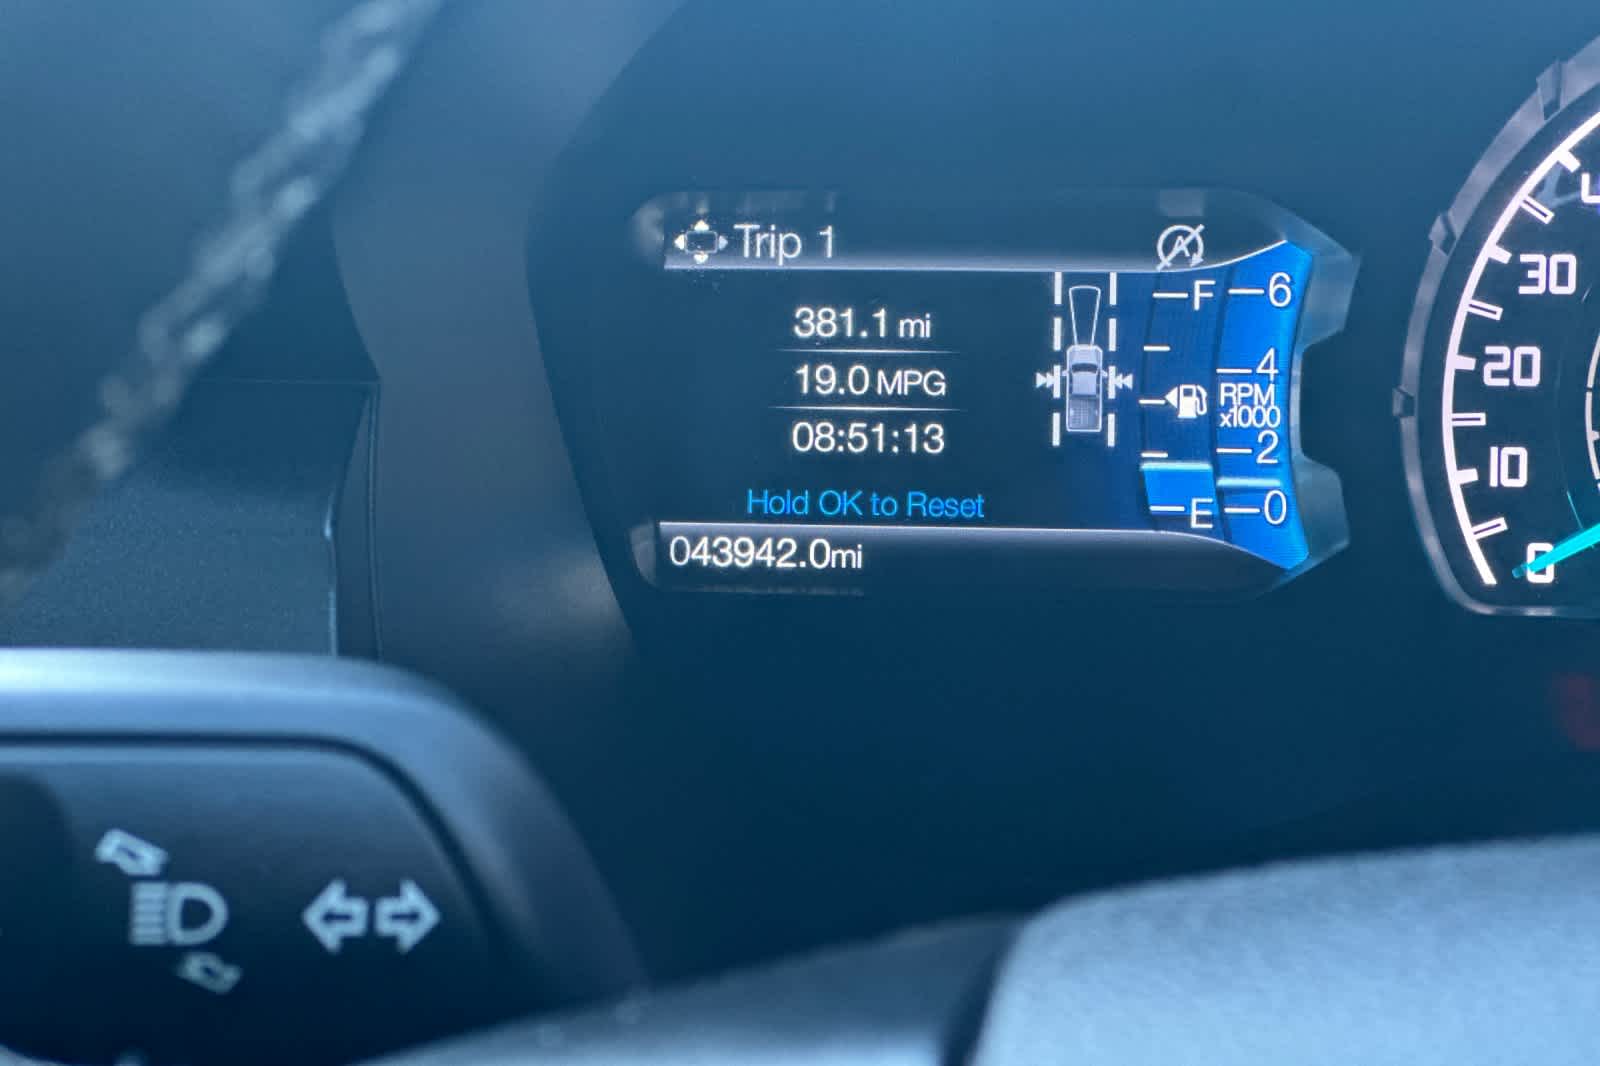 Trip 1
381.1 mi
19.0 MPG
08:51:13
Hold OK to Reset
043942.0mi
F
E
6
4
RPM
x1000
2
0
30
20
10
0